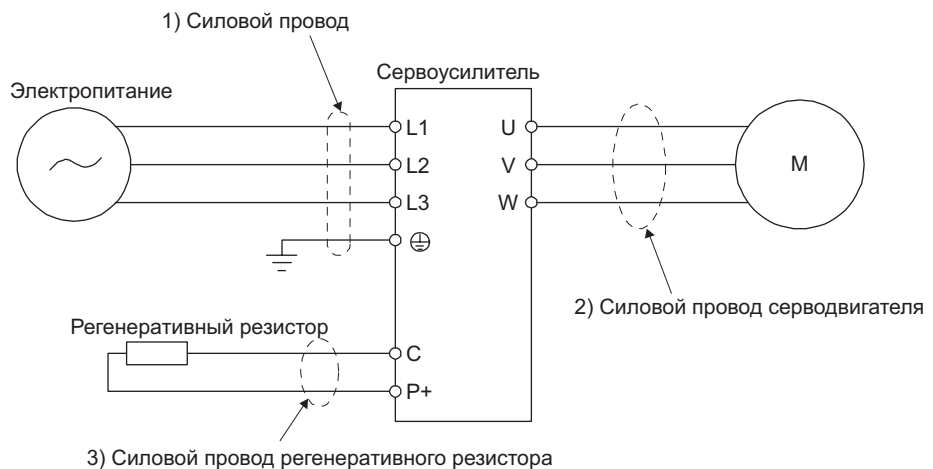 1) Силовой провод
Сервоусилитель
Электропитание
L1
U
L2
V
M
L3
W
2) Силовой провод серводвигателя
Регенеративный резистор
C
P+
3) Силовой провод регенеративного резистора